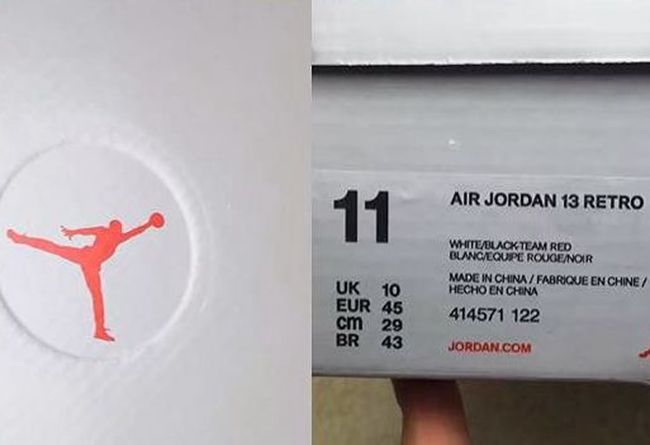 11
AIR JORDAN 13 RETRO
WHITE/BLACK-TEAM RED
BLANC/EQUIPE ROUGE/NOIR
MADE IN CHINA / FABRIQUE EN CHINE /
HECHO EN CHINA
414571 122
JORDAN.COM
UK 10
EUR 45
cm 29
BR 43